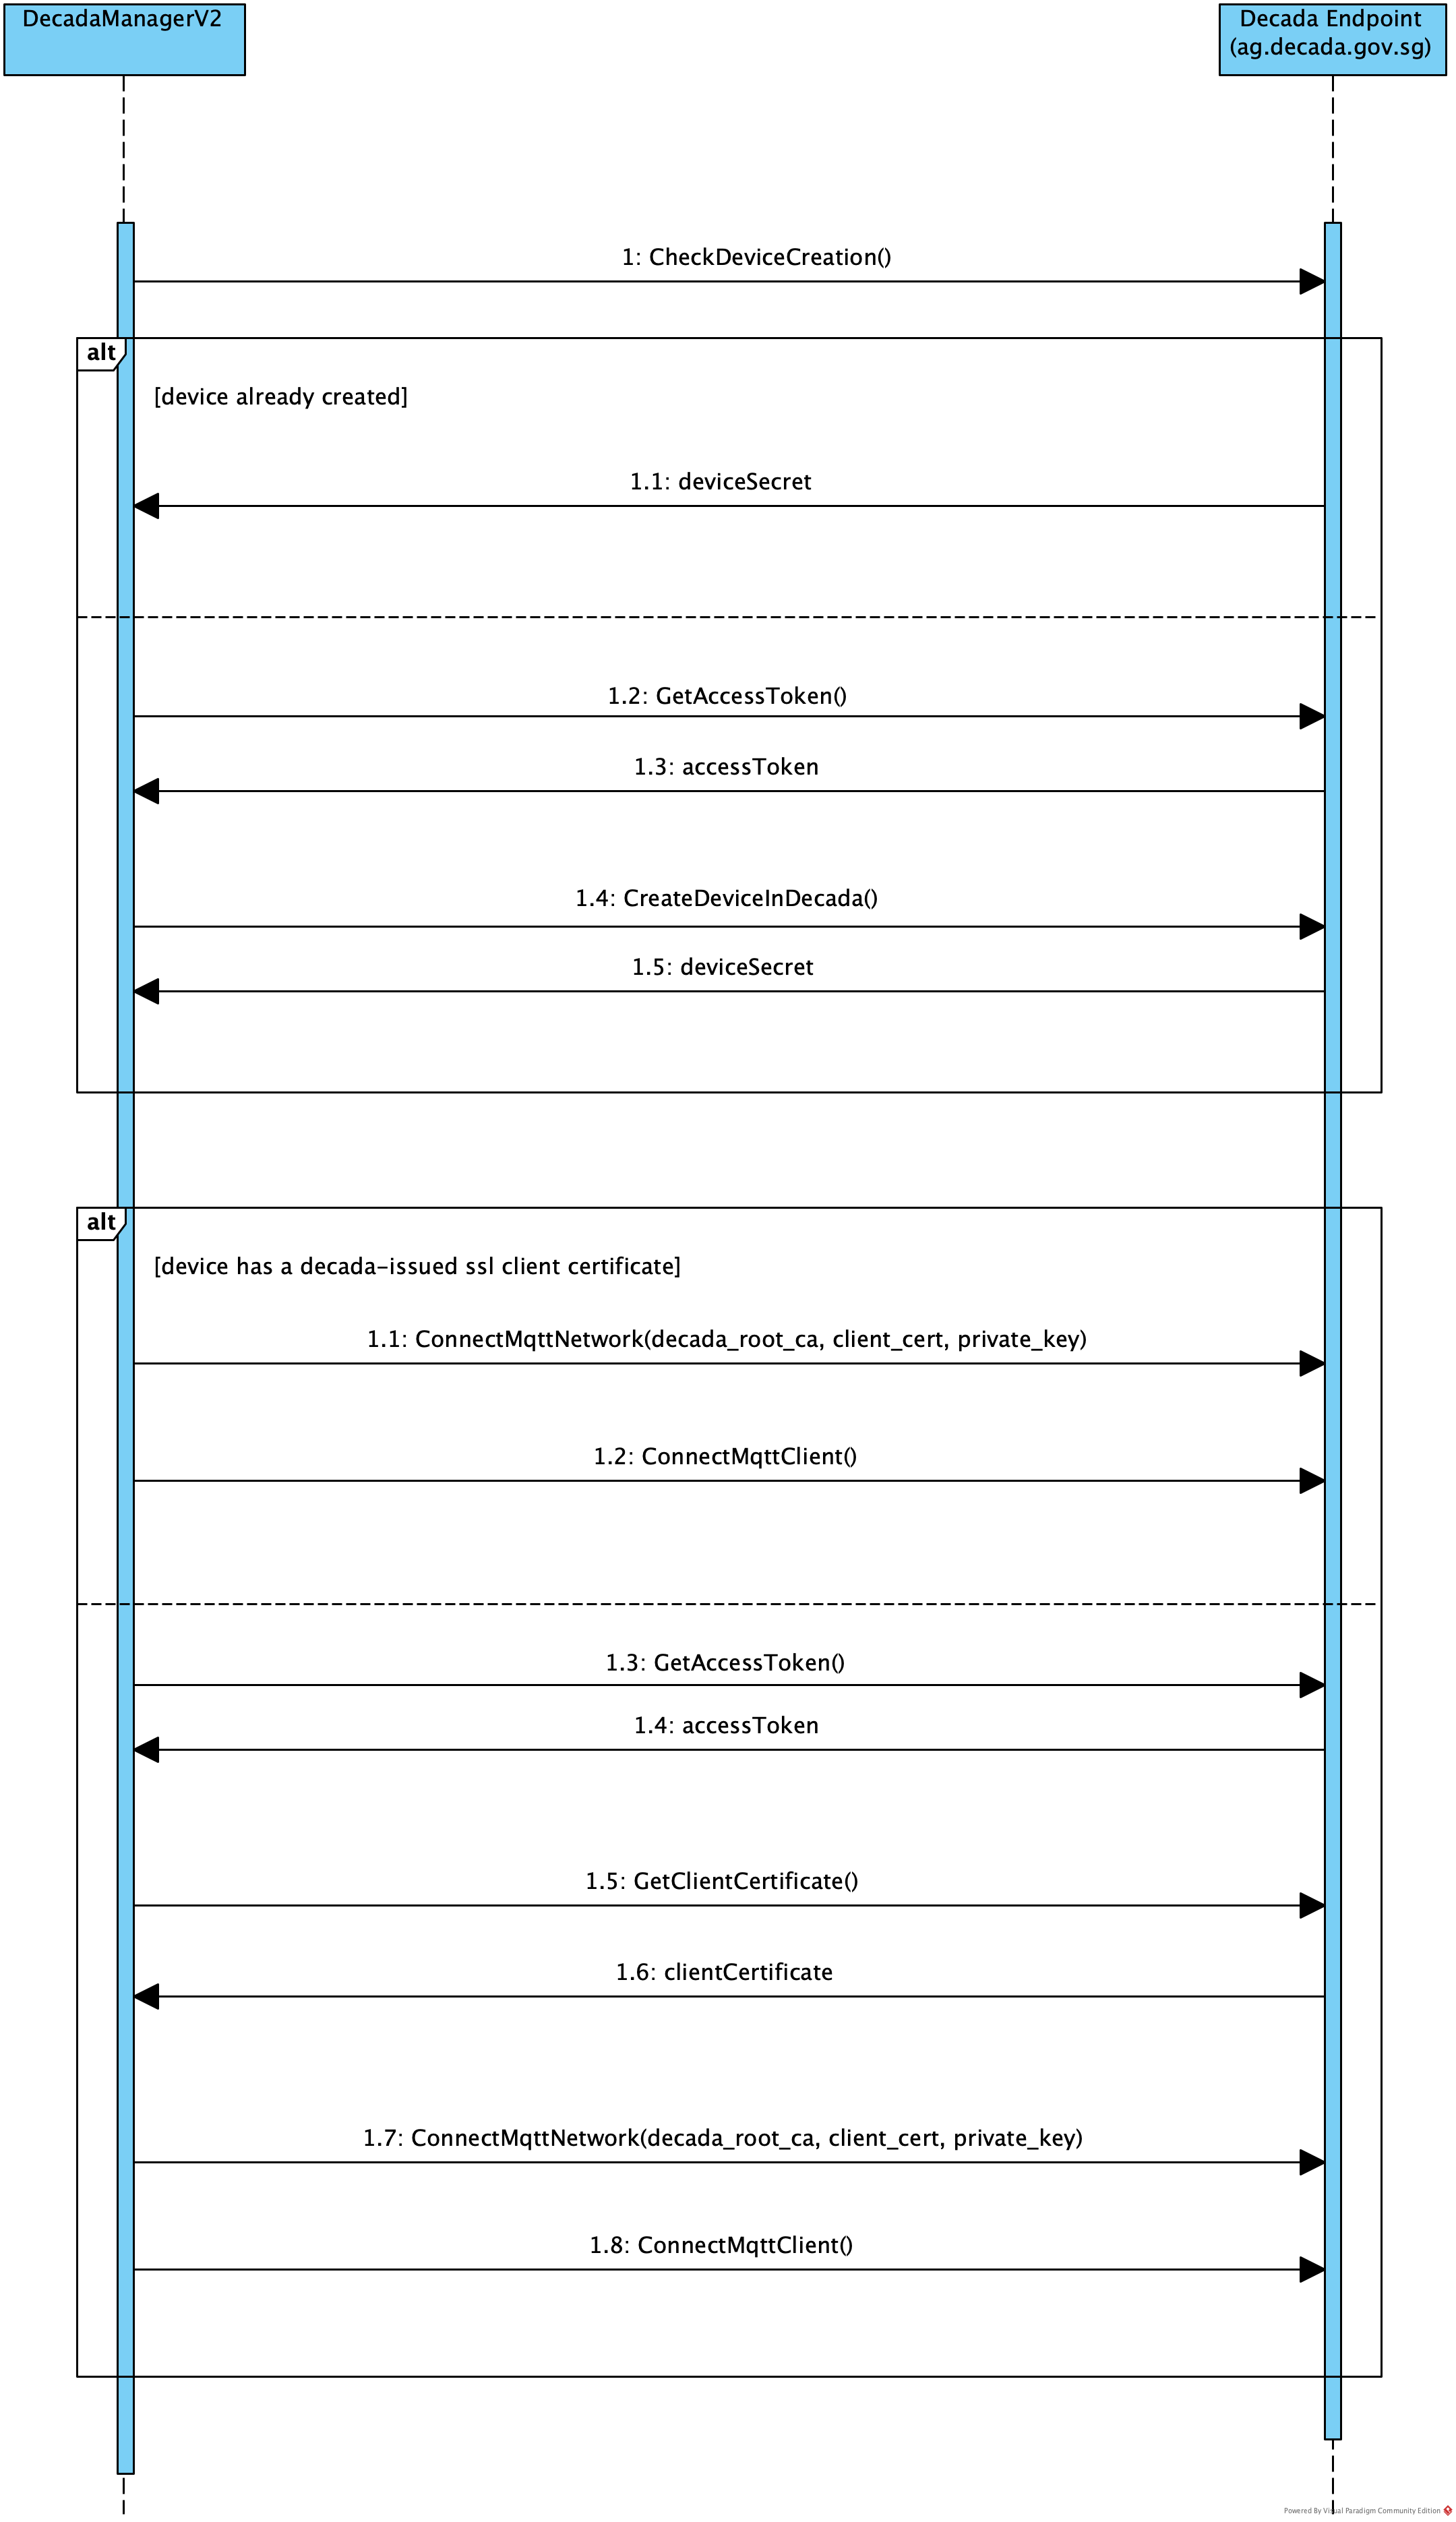 DecadaManagerV2
Decada Endpoint
(ag.decada.gov.sg)
1: CheckDeviceCreation()
alt
[device already created]
1.1: deviceSecret
1.2: GetAccessToken()
1.3: accessToken
1.4: CreateDeviceInDecada()
1.5: deviceSecret
alt
[device has a decada-issued ssl client certificate]
1.1: ConnectMqttNetwork(decada_root_ca, client_cert, private_key)
1.2: ConnectMqttClient()
1.3: GetAccessToken()
1.4: accessToken
1.5: GetClientCertificate()
1.6: clientCertificate
1.7: ConnectMqttNetwork(decada_root_ca, client_cert, private_key)
1.8: ConnectMqttClient()
Powered By Visual Paradigm Community Edition